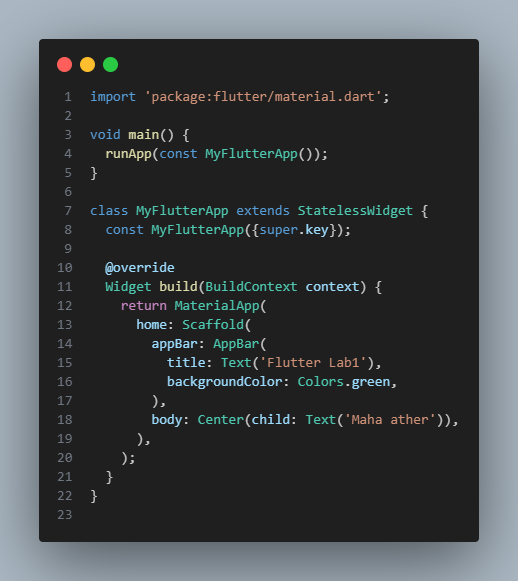 1 import 'package:flutter/material.dart';
2
3 void main() {
4   runApp(const MyFlutterApp());
5 }
6
7 class MyFlutterApp extends StatelessWidget {
8   const MyFlutterApp({super.key});
9
10   @override
11   Widget build(BuildContext context) {
12     return MaterialApp(
13       home: Scaffold(
14         appBar: AppBar(
15           title: Text('Flutter Lab1'),
16           backgroundColor: Colors.green,
17         ),
18         body: Center(child: Text('Maha ather')),
19       ),
20     );
21   }
22 }
23